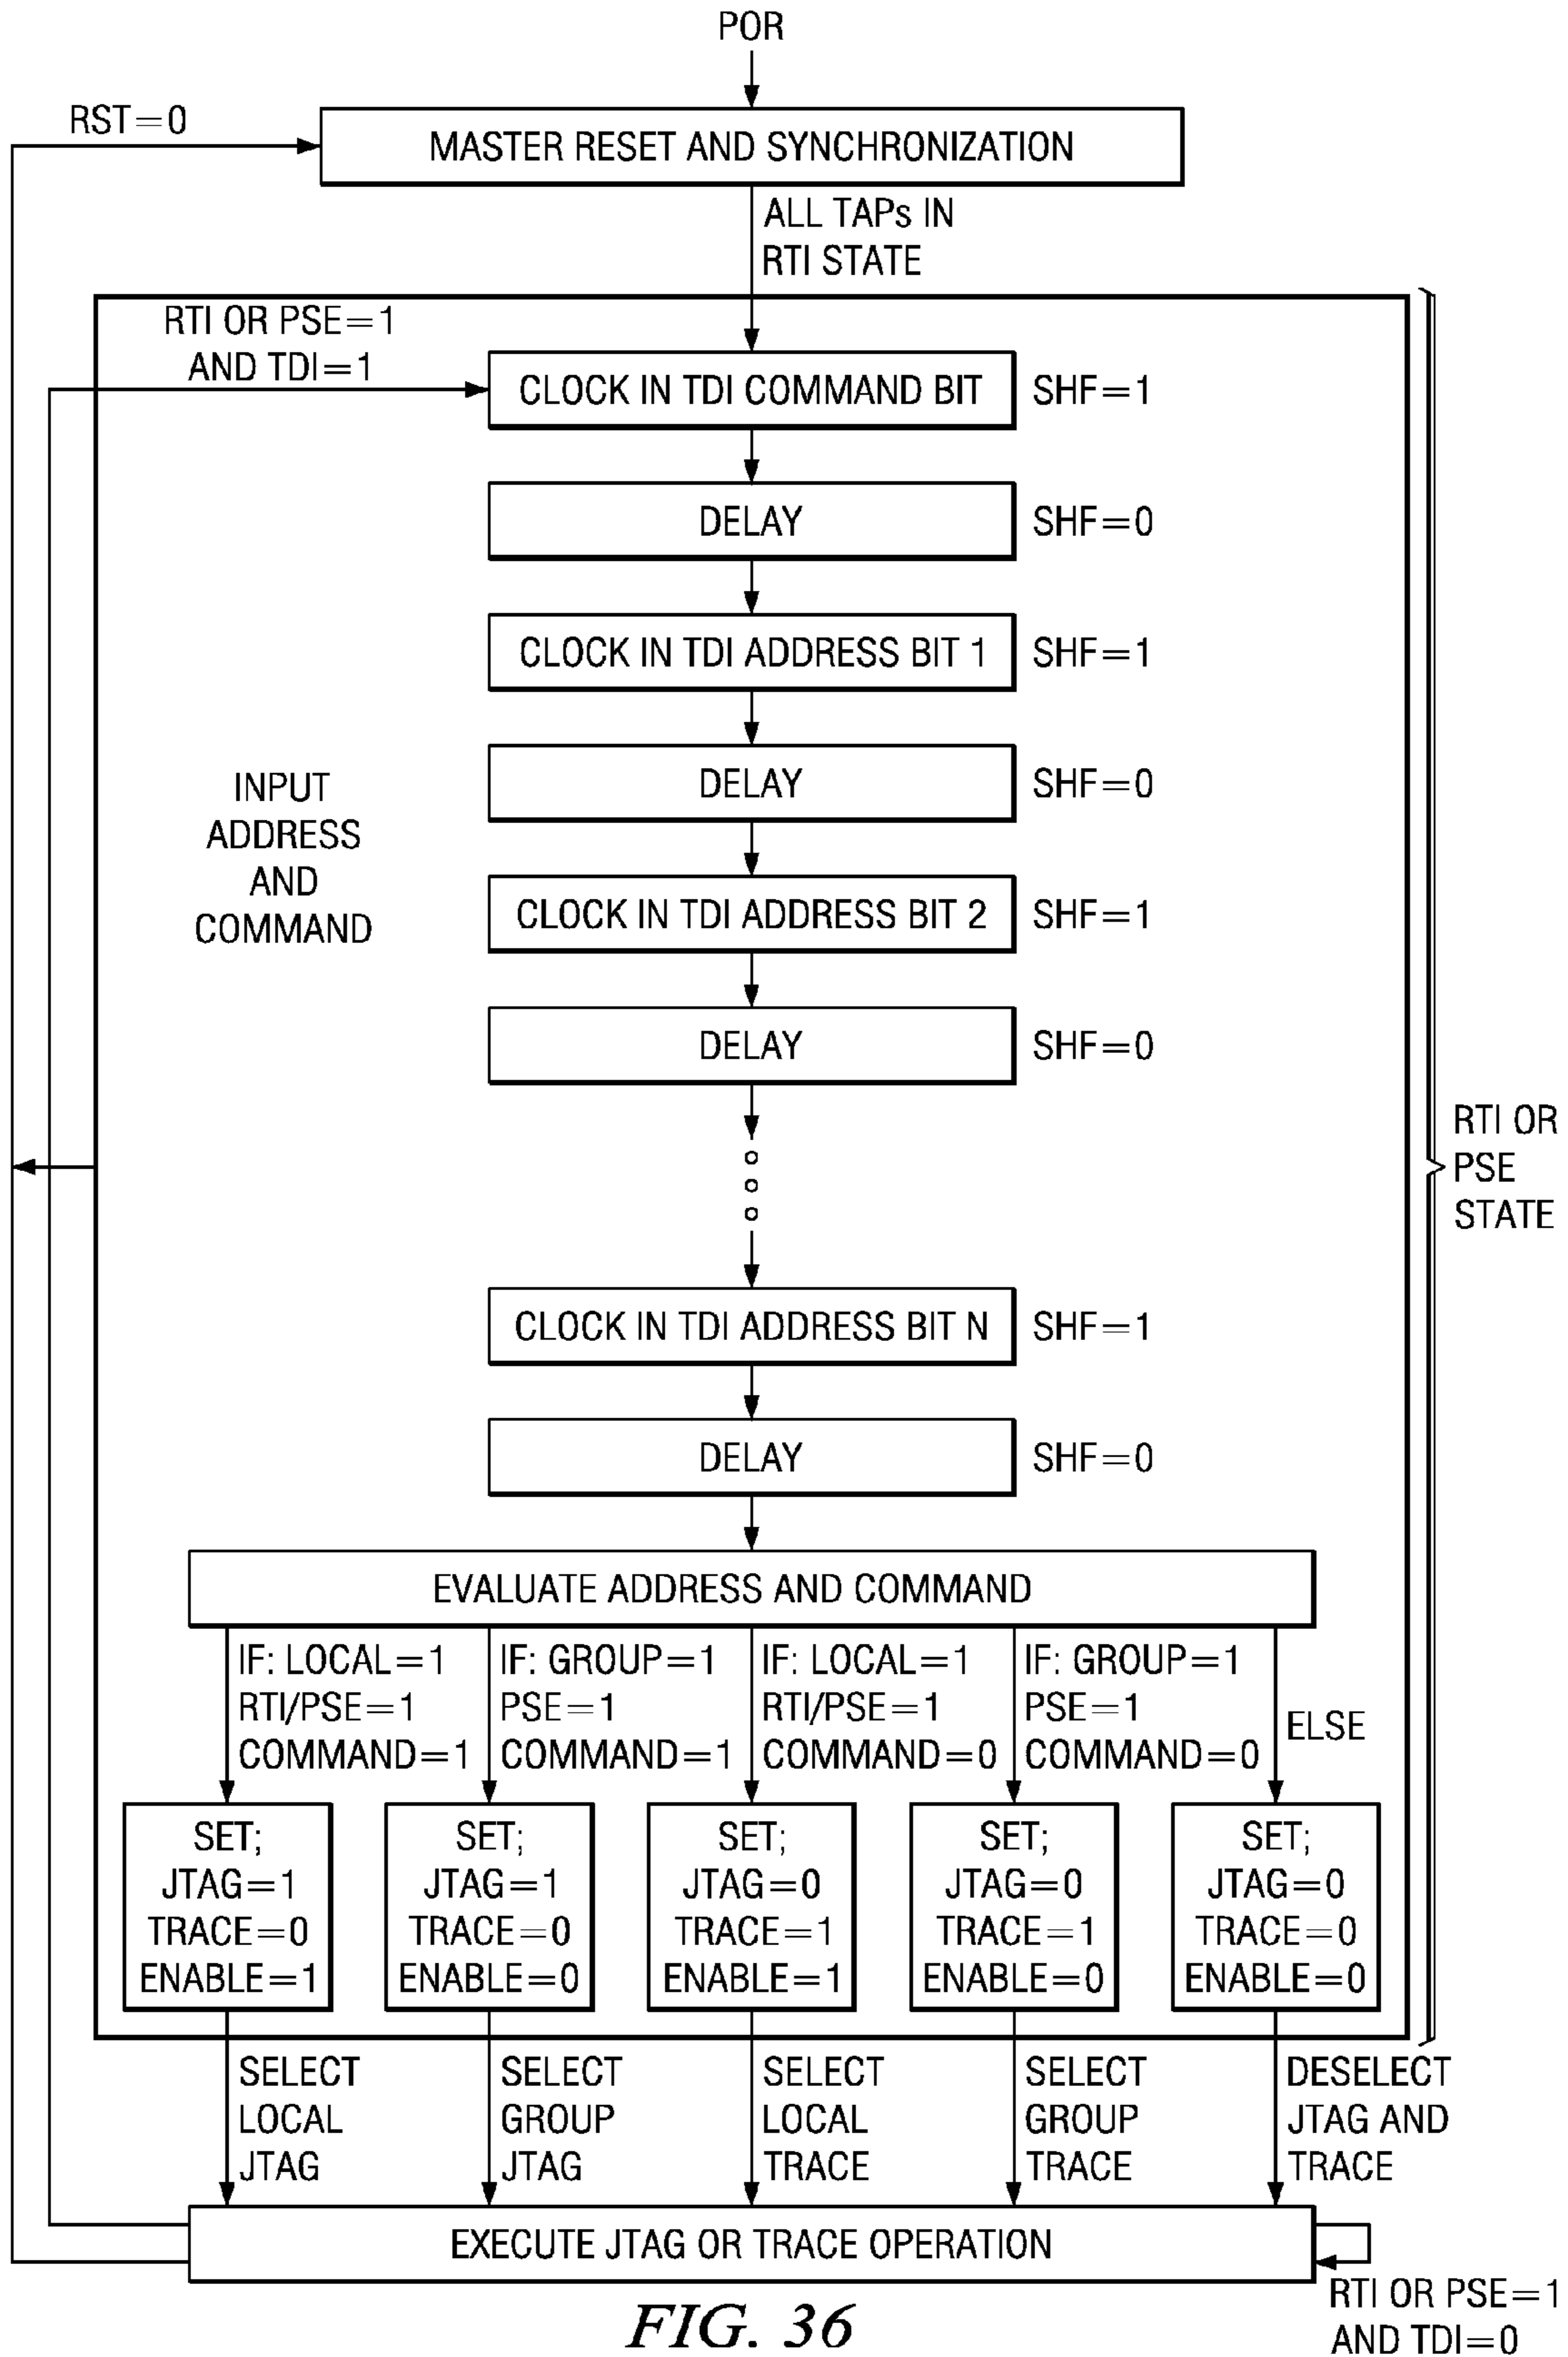 POR
RST=0
MASTER RESET AND SYNCHRONIZATION
ALL TAPs IN
RTI STATE
RTI OR PSE=1
AND TDI=1
CLOCK IN TDI COMMAND BIT
SHF=1
DELAY
SHF=0
CLOCK IN TDI ADDRESS BIT 1
SHF=1
DELAY
SHF=0
INPUT
ADDRESS
AND
COMMAND
CLOCK IN TDI ADDRESS BIT 2
SHF=1
DELAY
SHF=0
RTI OR
PSE
STATE
CLOCK IN TDI ADDRESS BIT N
SHF=1
DELAY
SHF=0
EVALUATE ADDRESS AND COMMAND
IF: LOCAL=1
RTI/PSE=1
COMMAND=1
IF: GROUP=1
PSE=1
COMMAND=1
IF: LOCAL=1
RTI/PSE=1
COMMAND=0
IF: GROUP=1
PSE=1
COMMAND=0
ELSE
SET;
JTAG=1
TRACE=0
ENABLE=1
SET;
JTAG=1
TRACE=0
ENABLE=0
SET;
JTAG=0
TRACE=1
ENABLE=1
SET;
JTAG=0
TRACE=1
ENABLE=0
SET;
JTAG=0
TRACE=0
ENABLE=0
SELECT
LOCAL
JTAG
SELECT
GROUP
JTAG
SELECT
LOCAL
TRACE
SELECT
GROUP
TRACE
DESELECT
JTAG AND
TRACE
EXECUTE JTAG OR TRACE OPERATION
RTI OR PSE=1
AND TDI=0
FIG. 36